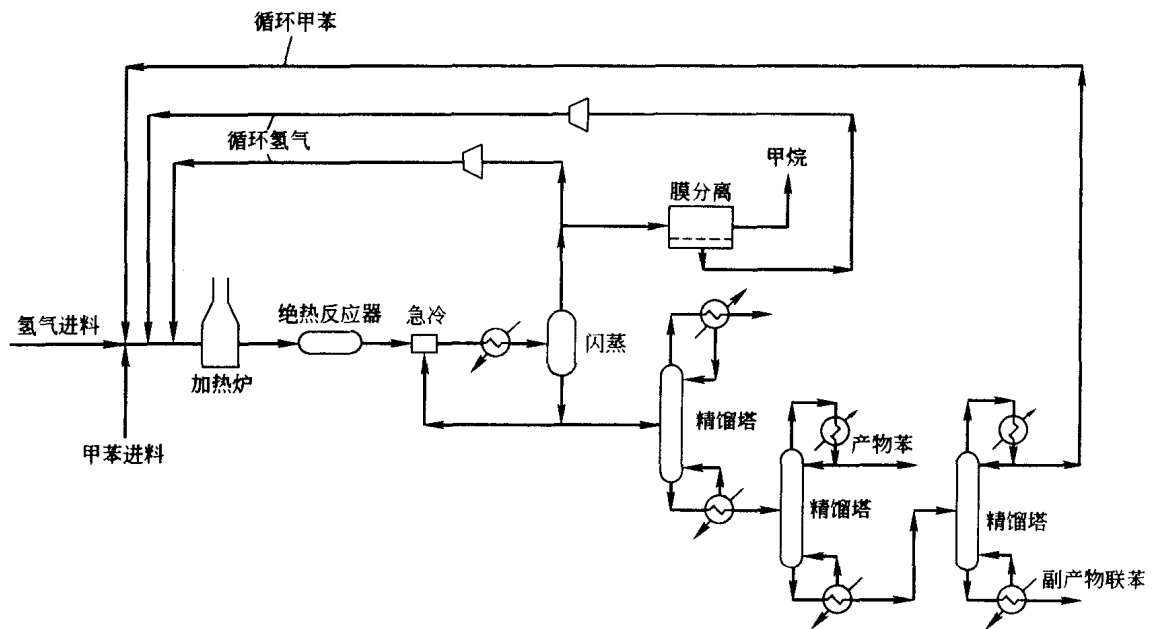 循环甲苯
循环氢气
甲烷
膜分离
氢气进料
绝热反应器
急冷
闪蒸
加热炉
甲苯进料
精馏塔
产物苯
精馏塔
精馏塔
副产物联苯